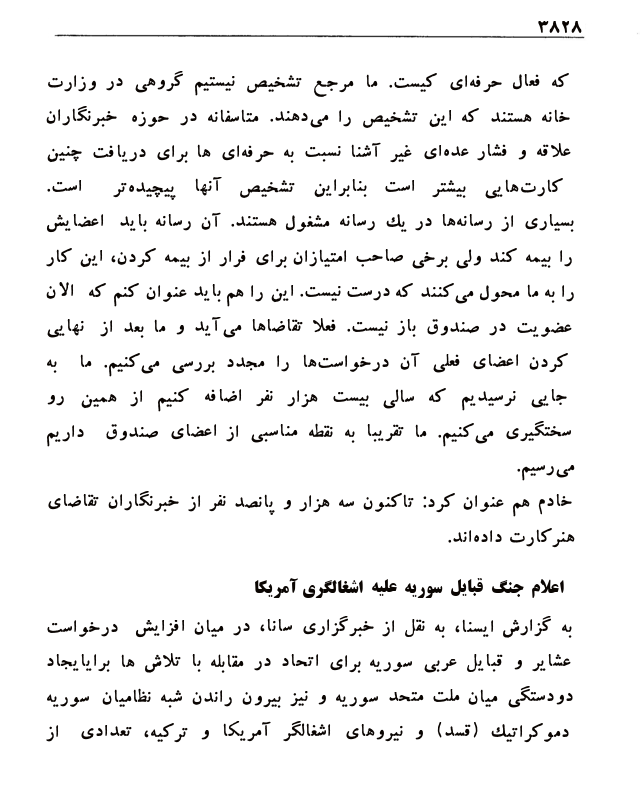 ۳۸۲۸
که فعال حرفه‌ای کیست. ما مرجع تشخیص نیستیم گروهی در وزارت
خانه هستند که این تشخیص را می‌دهند. متاسفانه در حوزه خبرنگاران
علاقه و فشار عده‌ای غیر آشنا نسبت به حرفه‌ای ها برای دریافت چنین
کارت‌هایی بیشتر است بنابراین تشخیص آنها پیچیده‌تر است.
بسیاری از رسانه‌ها در یك رسانه مشغول هستند. آن رسانه باید اعضایش
را بیمه کند ولی برخی صاحب امتیازان برای فرار از بیمه کردن، این کار
را به ما محول می‌کنند که درست نیست. این را هم باید عنوان کنم که الان
عضویت در صندوق باز نیست. فعلا تقاضاها می‌آید و ما بعد از نهایی
کردن اعضای فعلی آن درخواست‌ها را مجدد بررسی می‌کنیم. ما به
جایی نرسیدیم که سالی بیست هزار نفر اضافه کنیم از همین رو
سختگیری می‌کنیم. ما تقریبا به نقطه مناسبی از اعضای صندوق داریم
می‌رسیم.
خادم هم عنوان کرد: تاکنون سه هزار و پانصد نفر از خبرنگاران تقاضای
هنرکارت داده‌اند.
اعلام جنگ قبایل سوریه علیه اشغالگری آمریکا
به گزارش ایسنا، به نقل از خبرگزاری سانا، در میان افزایش درخواست
عشایر و قبایل عربی سوریه برای اتحاد در مقابله با تلاش ها برایایجاد
دودستگی میان ملت متحد سوریه و نیز بیرون راندن شبه نظامیان سوریه
دموکراتیك (قسد) و نیروهای اشغالگر آمریکا و ترکیه، تعدادی از